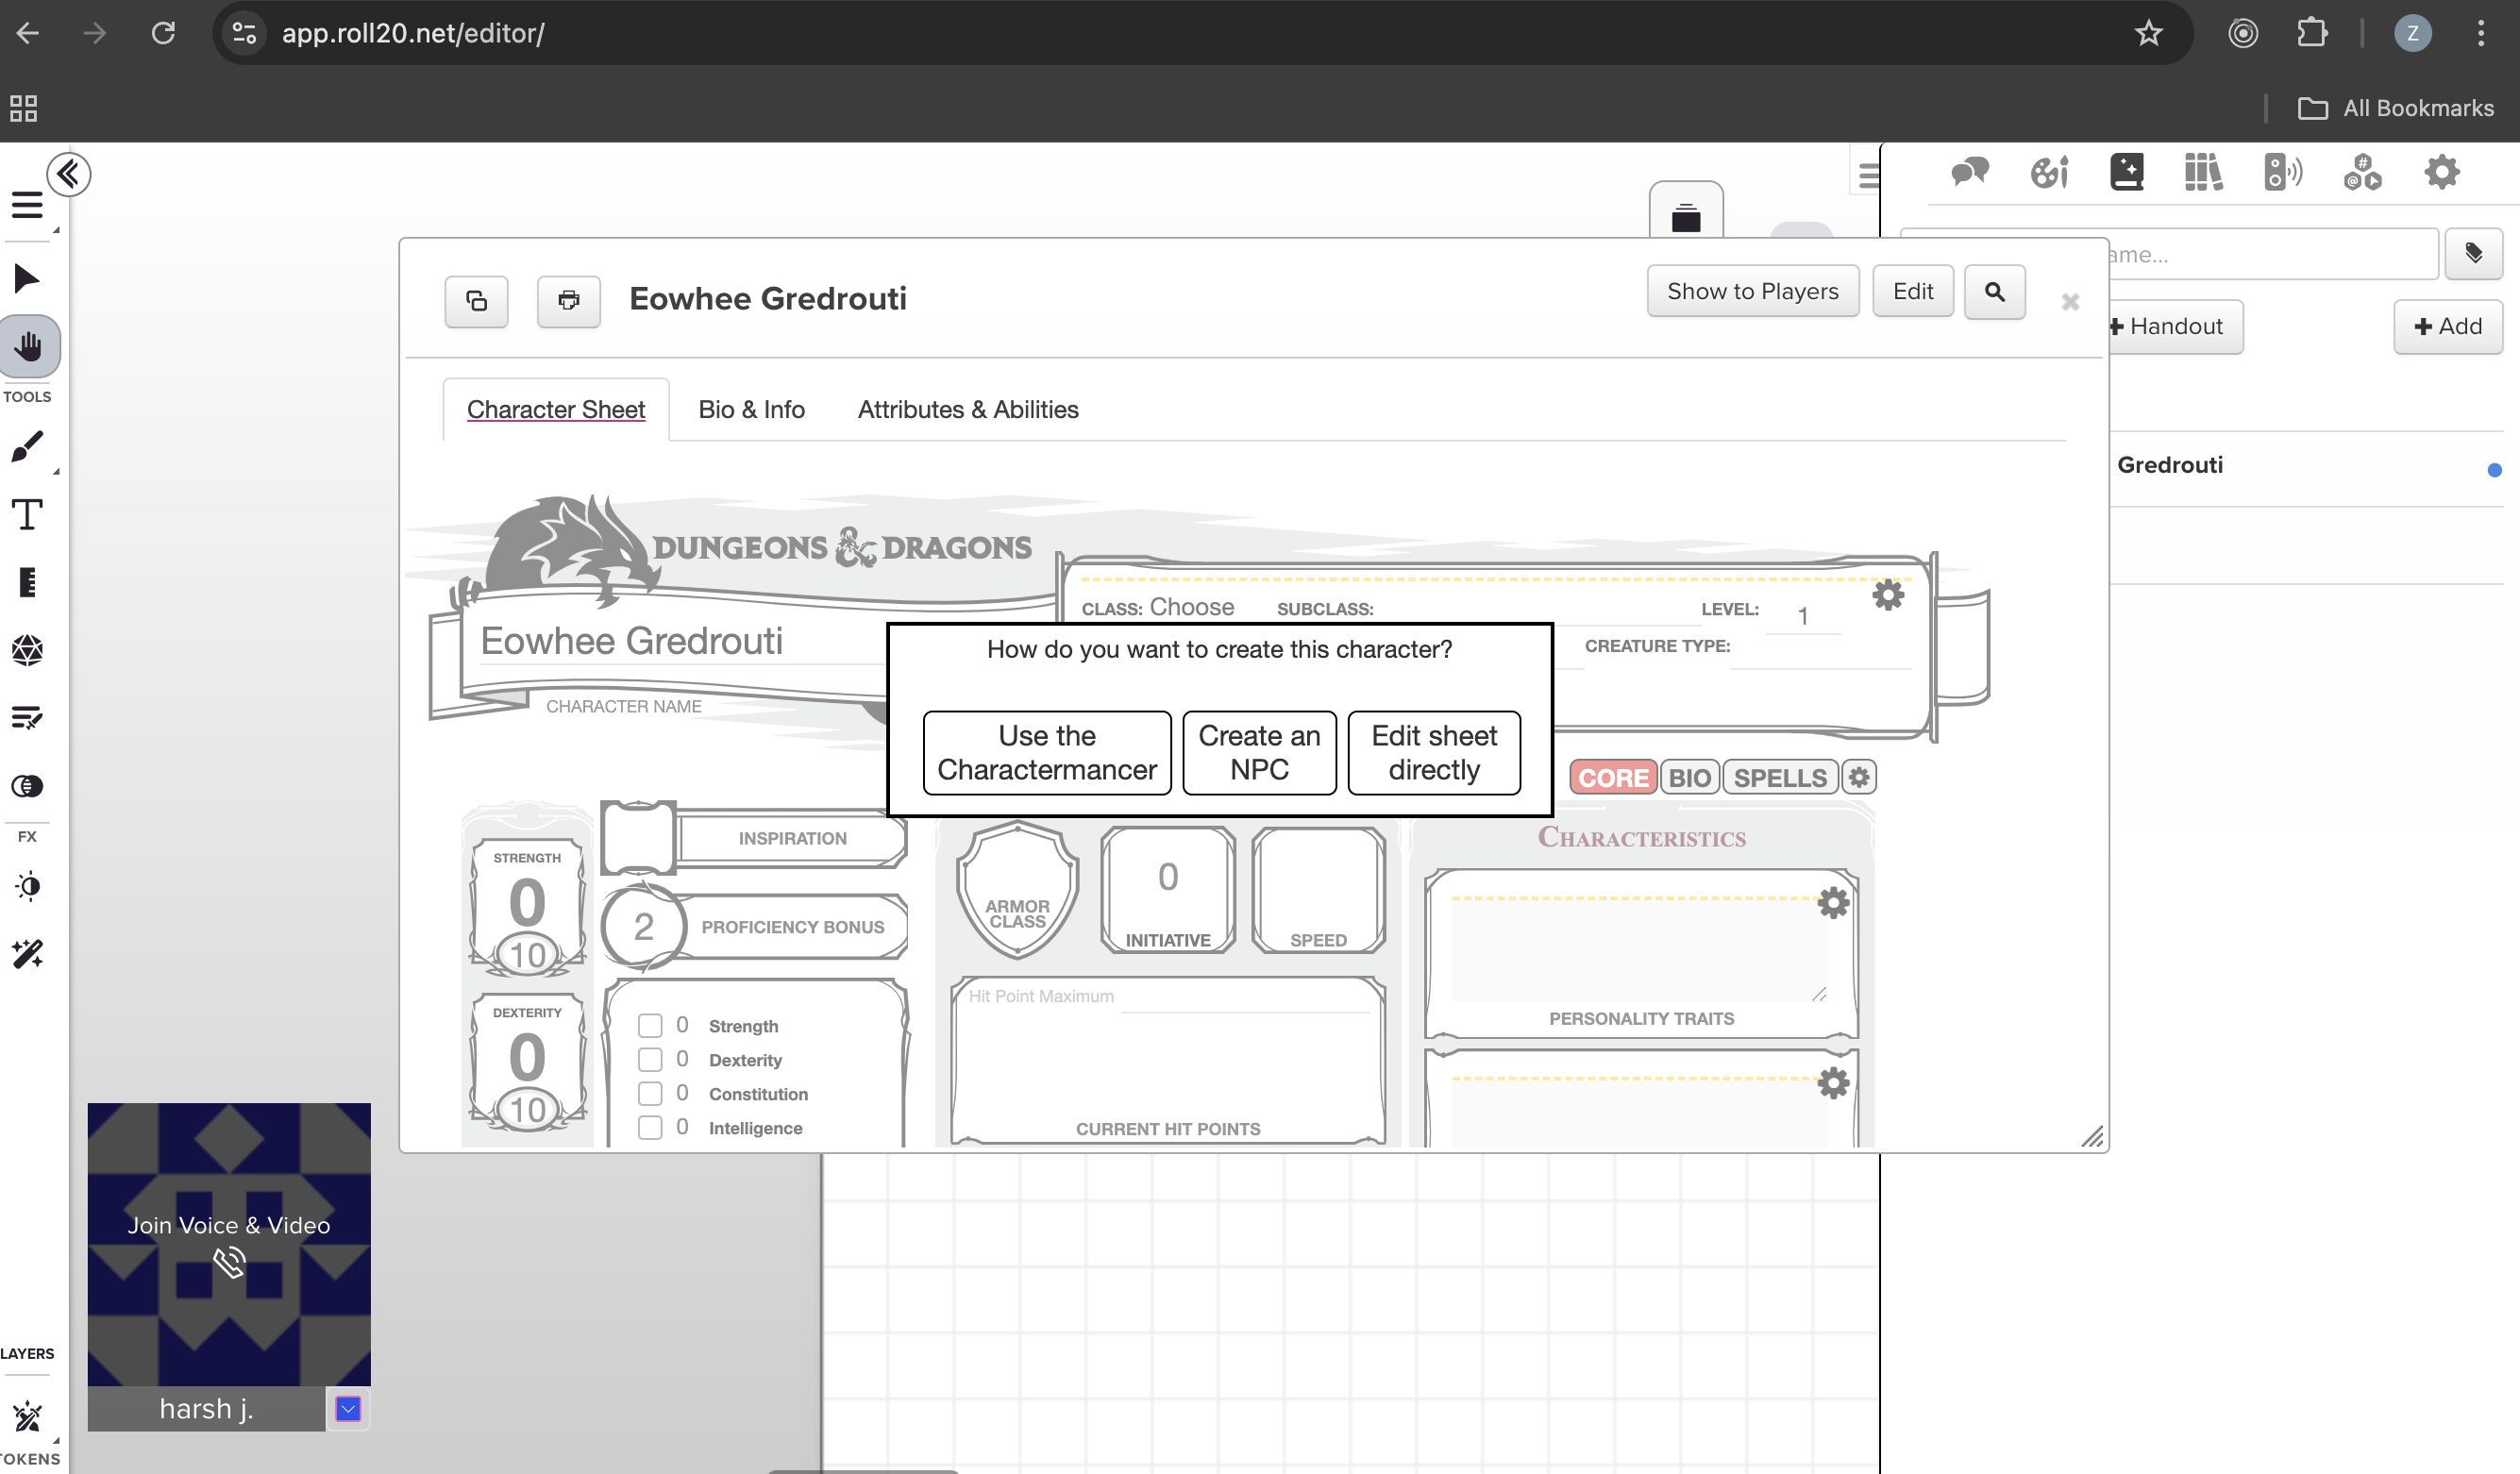 app.roll20.net/editor/
Z
All Bookmarks
ame...
Handout
Add
Gredrouti
TOOLS
FX
LAYERS
TOKENS
Eowhee Gredrouti
Show to Players
Edit
Character Sheet
Bio & Info
Attributes & Abilities
DUNGEONS & DRAGONS
Eowhee Gredrouti
CHARACTER NAME
CLASS: Choose SUBCLASS: LEVEL: 1
CREATURE TYPE:
How do you want to create this character?
Use the
Charactermancer
Create an
NPC
Edit sheet
directly
CORE BIO SPELLS
STRENGTH
0
10
DEXTERITY
0
10
INSPIRATION
2 PROFICIENCY BONUS
0 Strength
0 Dexterity
0 Constitution
0 Intelligence
ARMOR
CLASS
0
INITIATIVE
SPEED
Hit Point Maximum
CURRENT HIT POINTS
CHARACTERISTICS
PERSONALITY TRAITS
Join Voice & Video
harsh j.